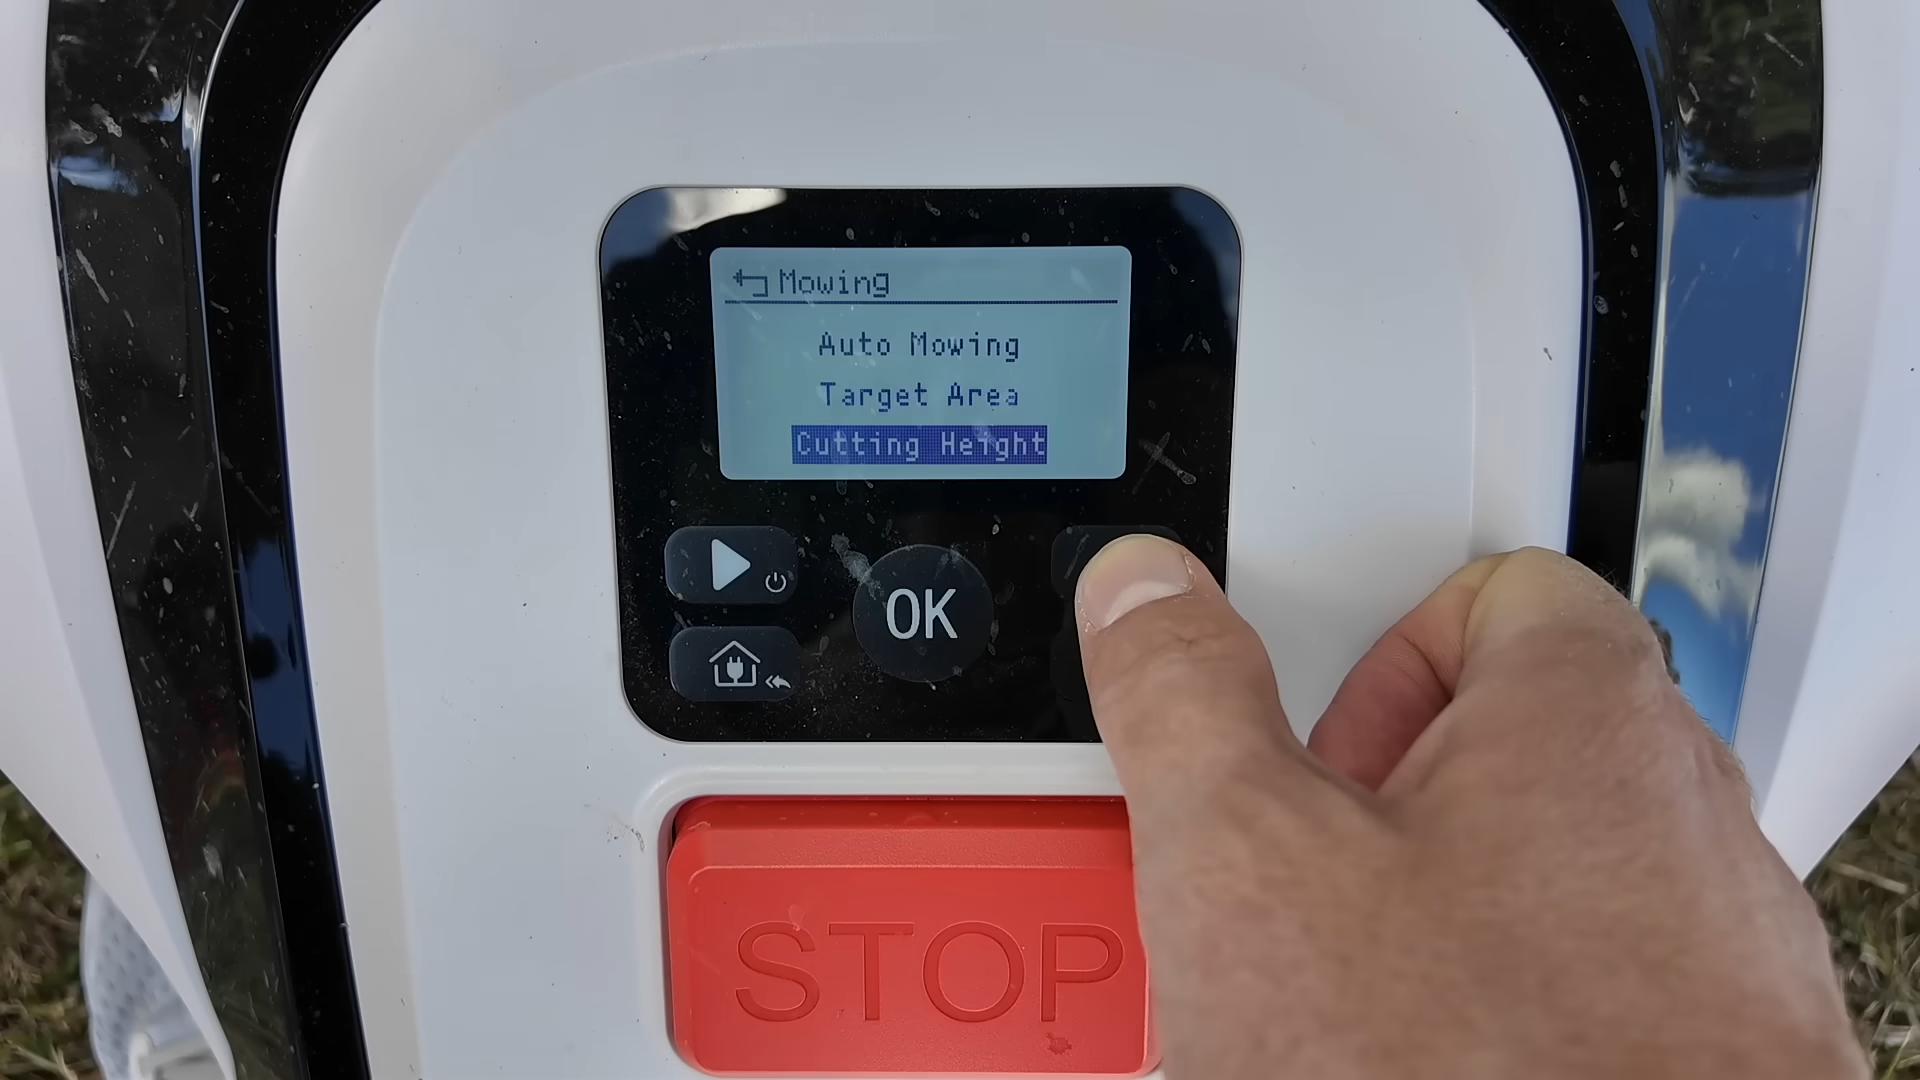 Mowing
Auto Mowing
Target Area
Cutting Height
OK
STOP